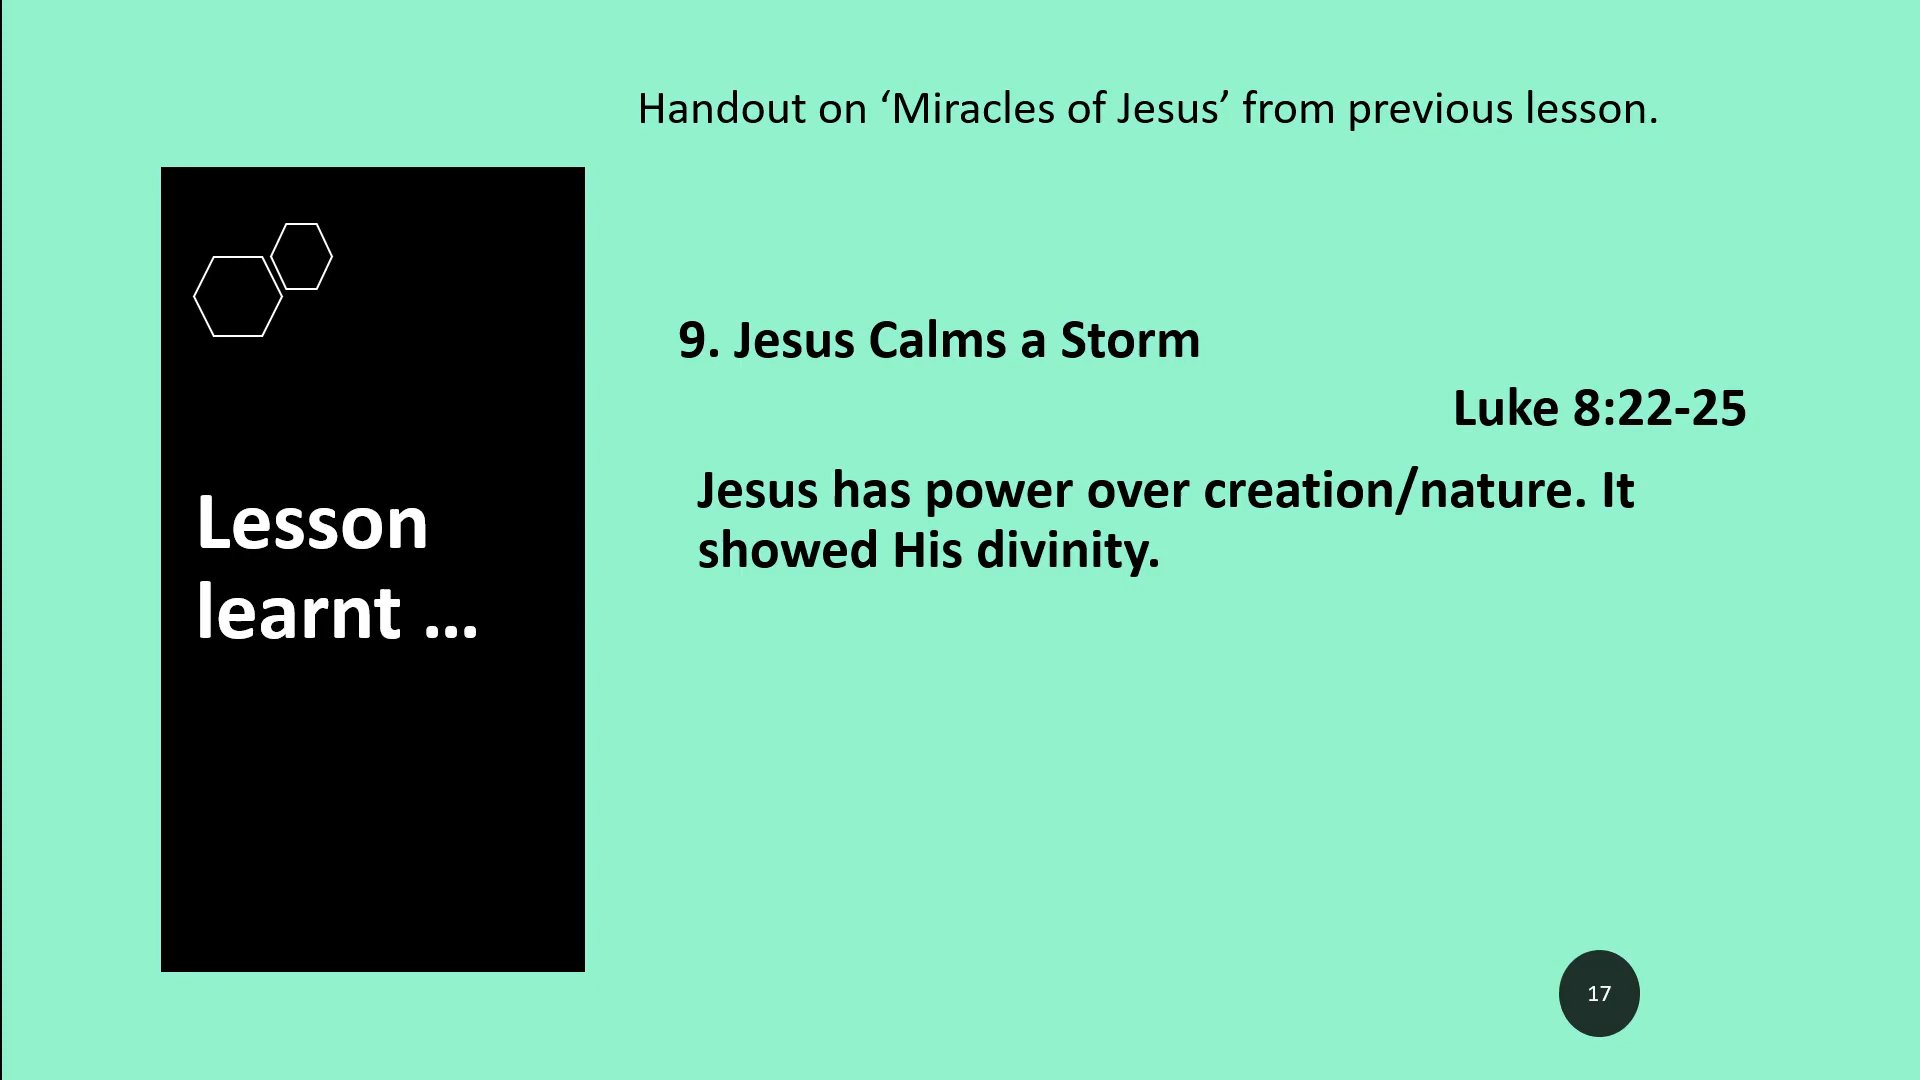 Handout on ‘Miracles of Jesus’ from previous lesson.
Lesson
learnt ...
9. Jesus Calms a Storm
Luke 8:22-25
Jesus has power over creation/nature. It
showed His divinity.
17